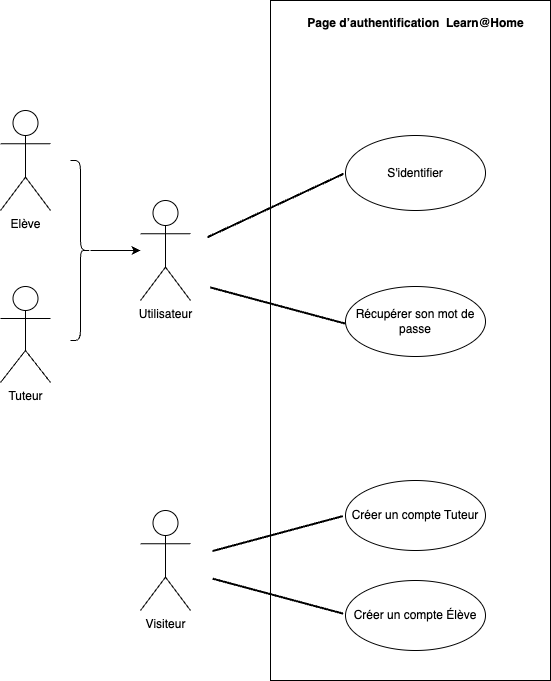 Page d'authentification Learn@Home
Elève
S'identifier
Utilisateur
Récupérer son mot de
passe
Tuteur
Créer un compte Tuteur
Visiteur
Créer un compte Élève